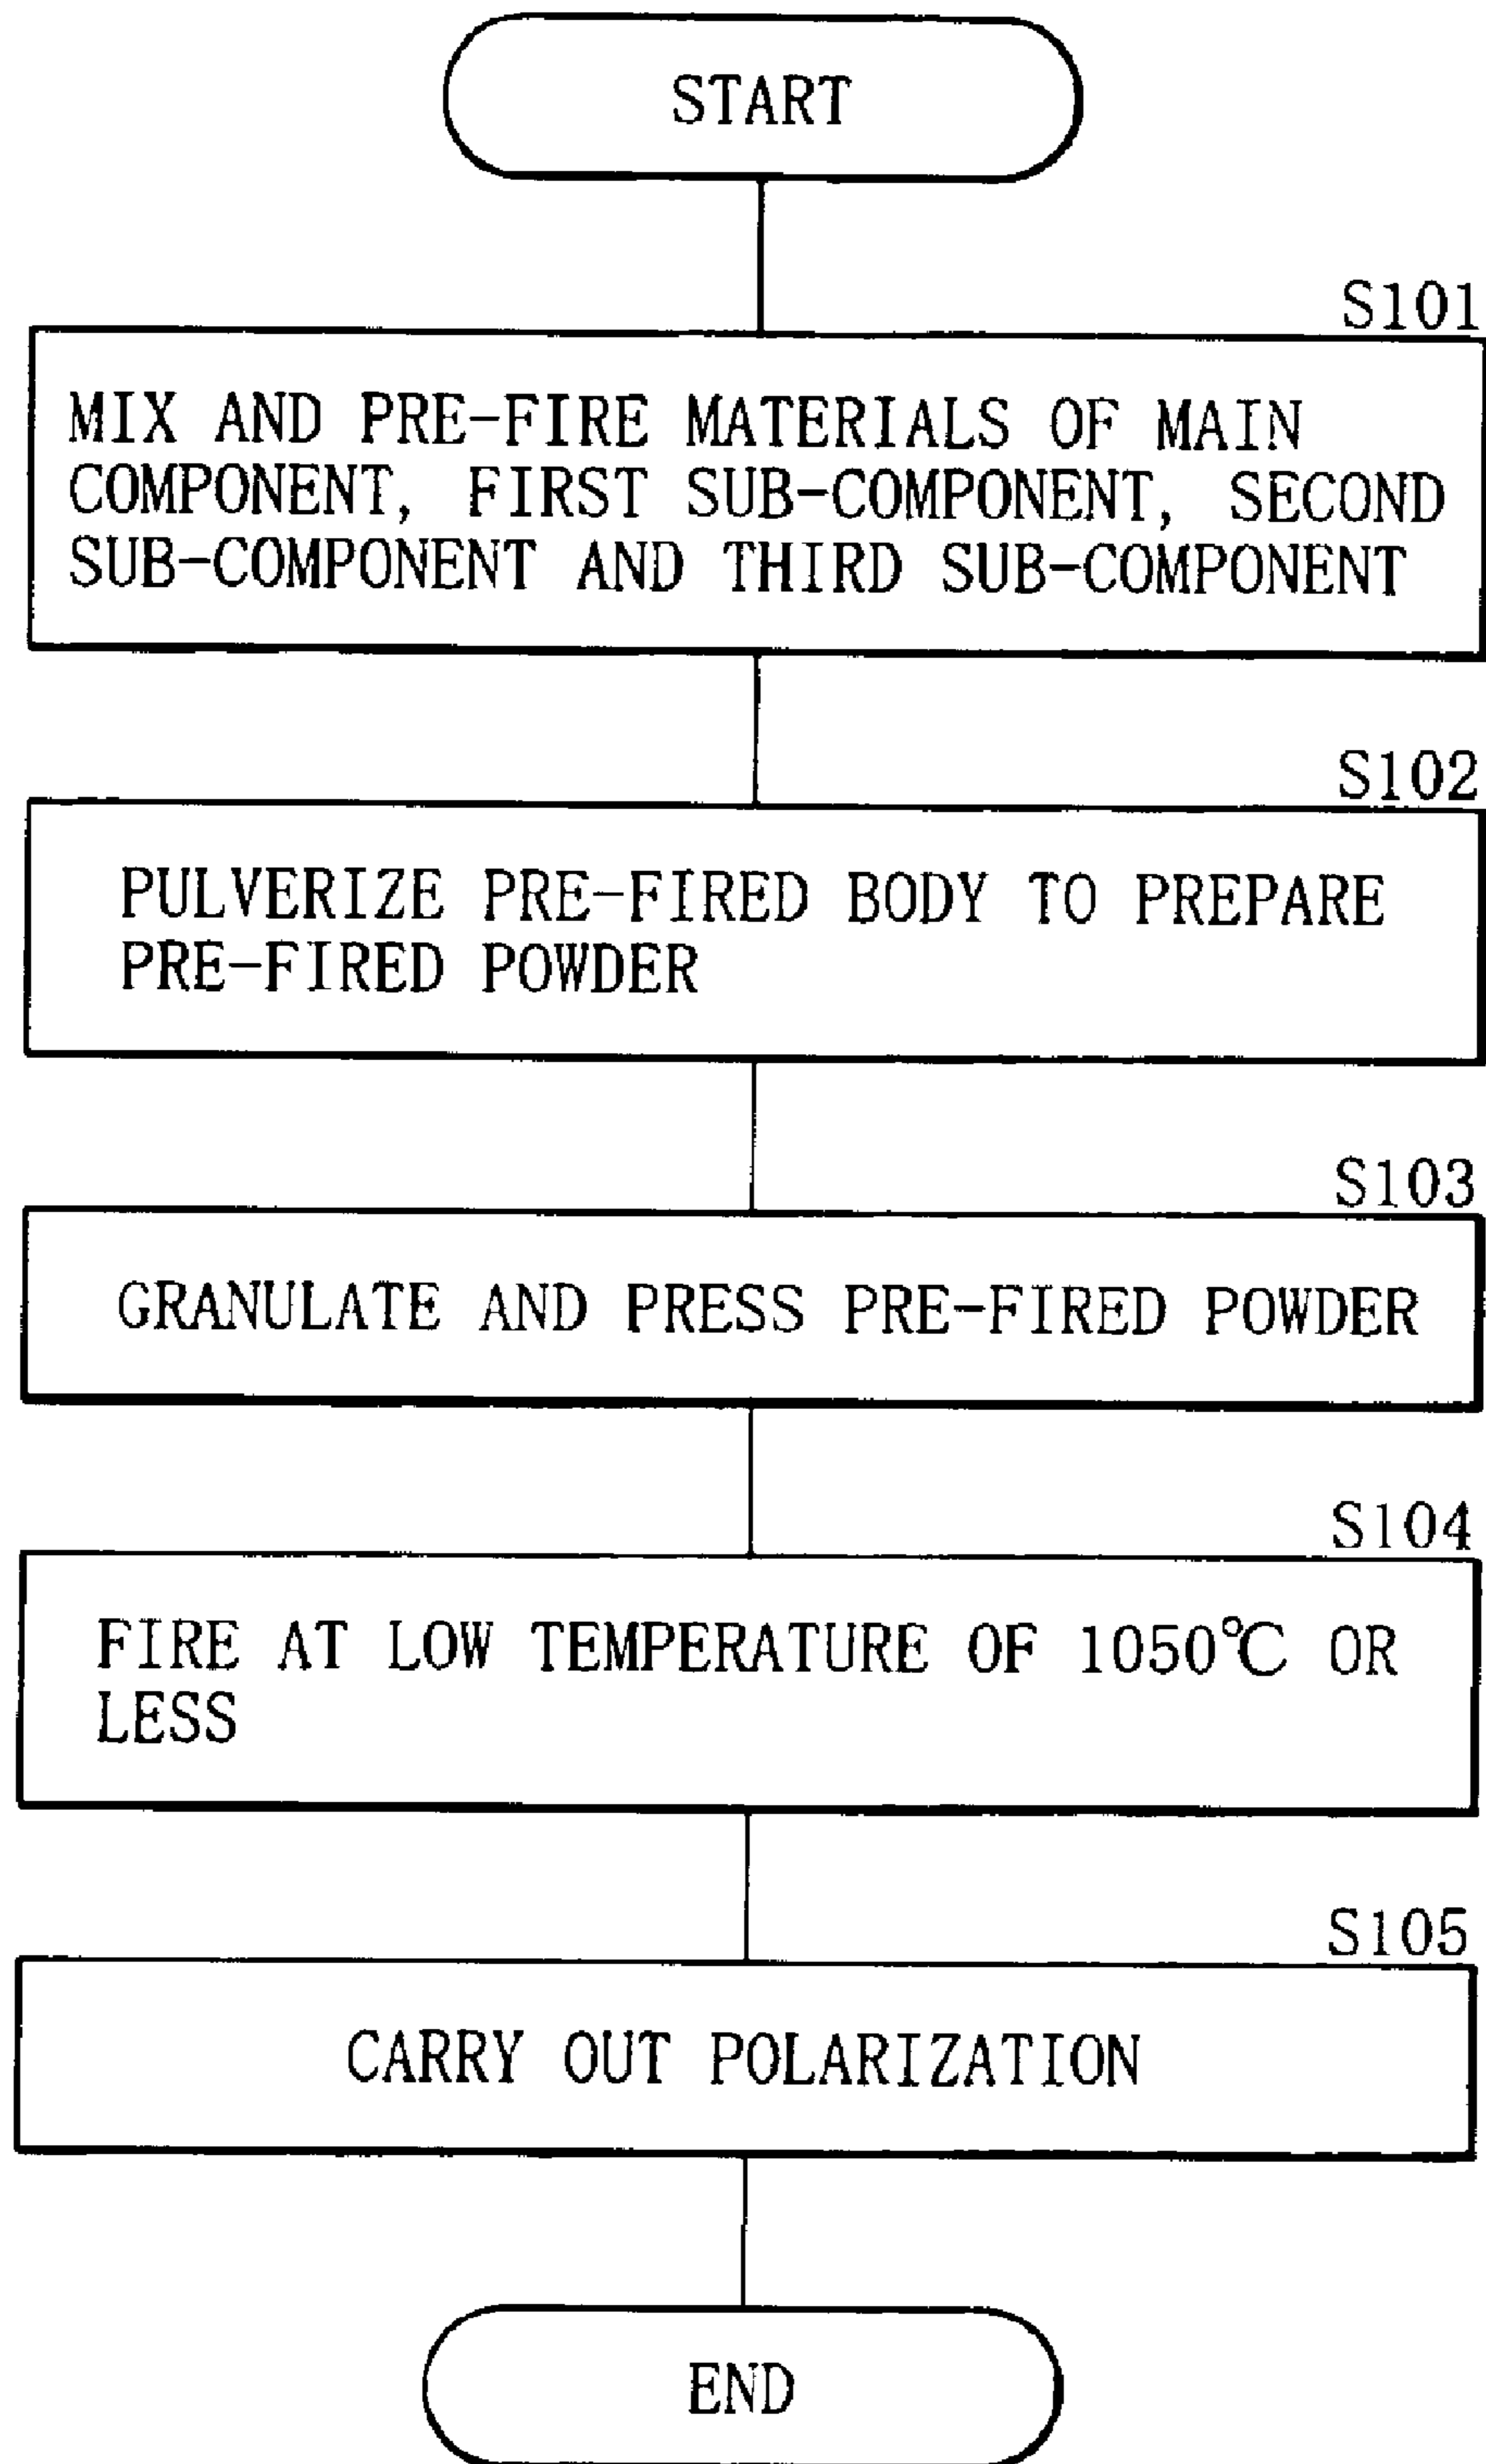 START
S101
MIX AND PRE-FIRE MATERIALS OF MAIN
COMPONENT, FIRST SUB-COMPONENT, SECOND
SUB-COMPONENT AND THIRD SUB-COMPONENT
S102
PULVERIZE PRE-FIRED BODY TO PREPARE
PRE-FIRED POWDER
S103
GRANULATE AND PRESS PRE-FIRED POWDER
S104
FIRE AT LOW TEMPERATURE OF 1050℃ OR
LESS
S105
CARRY OUT POLARIZATION
END